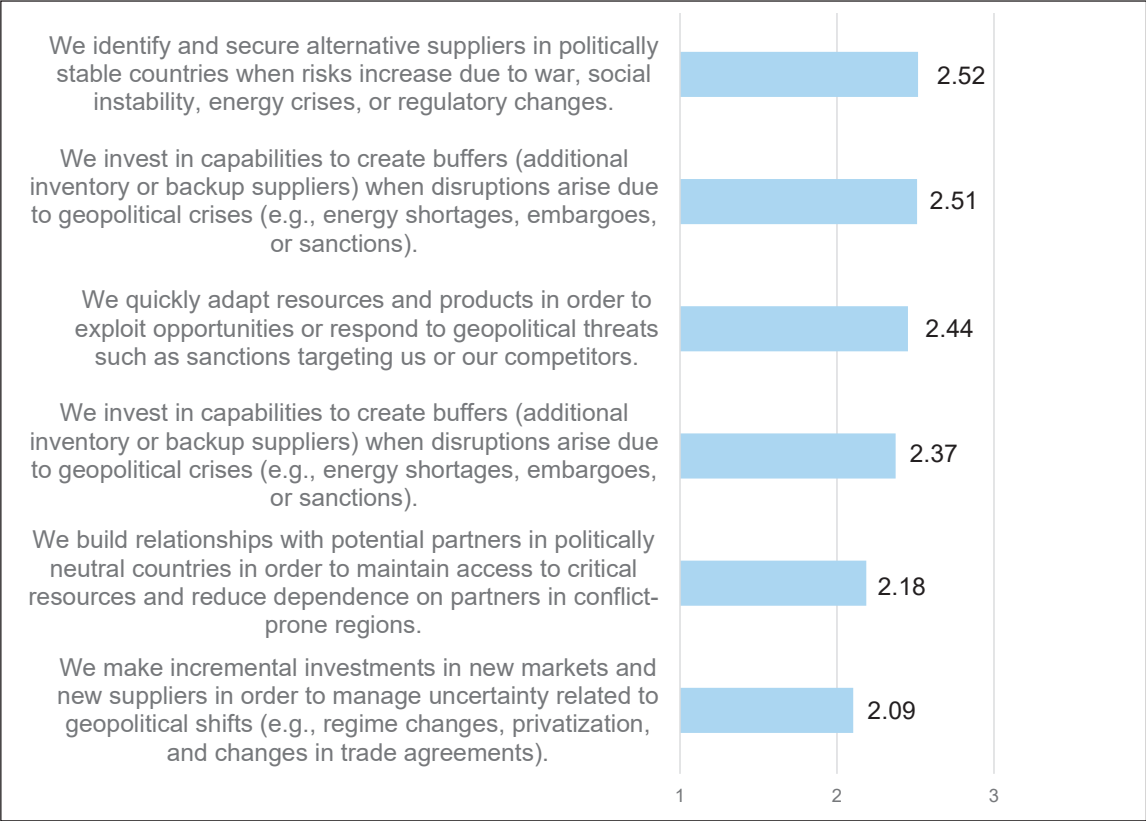 We identify and secure alternative suppliers in politically
stable countries when risks increase due to war, social
instability, energy crises, or regulatory changes.
2.52
We invest in capabilities to create buffers (additional
inventory or backup suppliers) when disruptions arise due
to geopolitical crises (e.g., energy shortages, embargoes,
or sanctions).
2.51
We quickly adapt resources and products in order to
exploit opportunities or respond to geopolitical threats
such as sanctions targeting us or our competitors.
2.44
We invest in capabilities to create buffers (additional
inventory or backup suppliers) when disruptions arise due
to geopolitical crises (e.g., energy shortages, embargoes,
or sanctions).
2.37
We build relationships with potential partners in politically
neutral countries in order to maintain access to critical
resources and reduce dependence on partners in conflict-
prone regions.
2.18
We make incremental investments in new markets and
new suppliers in order to manage uncertainty related to
geopolitical shifts (e.g., regime changes, privatization,
and changes in trade agreements).
2.09
1 2 3